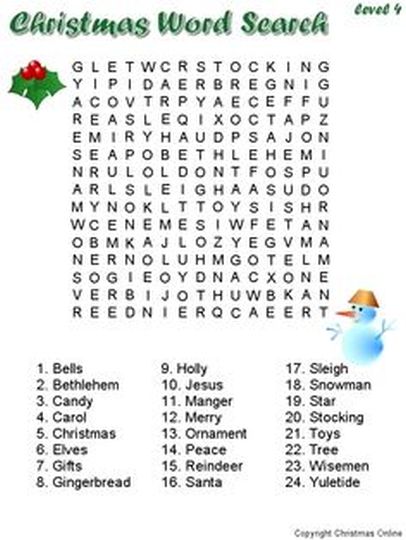 Christmas Word Search
Level 4
G L E T W C R S T O C K I N G
Y I P I D A E R B R E G N I G
A C O V T R P Y A E C E F F U
R E A S L E Q I X O C T A P Z
E M I R Y H A U D P S A J O N
S E A P O B E T H L E H E M I
N R U L O L D O N T F O S P U
A R L S L E I G H A A S U D O
M Y N O K L T T O Y S I S H R
W C E N E M E S I W F E T A N
O B M K A J L O Z Y E G V M A
N E R N O L U H M G O T E L M
S O G I E O Y D N A C X O N E
V E R B I J O T H U W B K A N
R E E D N I E R Q C A E E R T
1. Bells
2. Bethlehem
3. Candy
4. Carol
5. Christmas
6. Elves
7. Gifts
8. Gingerbread
9. Holly
10. Jesus
11. Manger
12. Merry
13. Ornament
14. Peace
15. Reindeer
16. Santa
17. Sleigh
18. Snowman
19. Star
20. Stocking
21. Toys
22. Tree
23. Wisemen
24. Yuletide
Copyright Christmas Online